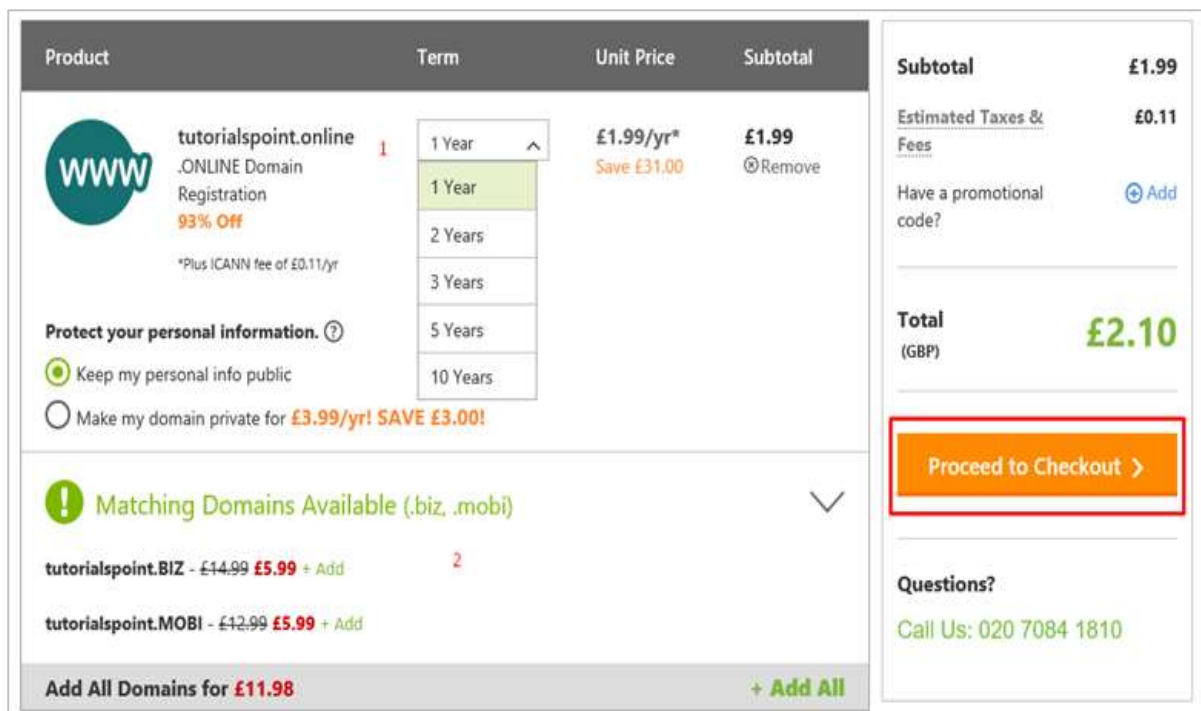 Product Term Unit Price Subtotal
www
tutorialspoint.online
.ONLINE Domain
Registration
93% Off
*Plus ICANN fee of £0.11/yr
1
1 Year
1 Year
2 Years
3 Years
5 Years
10 Years
£1.99/yr*
Save £31.00
£1.99
Remove
Protect your personal information. ?
Keep my personal info public
Make my domain private for £3.99/yr! SAVE £3.00!
! Matching Domains Available (.biz, .mobi)
tutorialspoint.BIZ - £14.99 £5.99 + Add
2
tutorialspoint.MOBI - £12.99 £5.99 + Add
Add All Domains for £11.98 + Add All
Subtotal £1.99
Estimated Taxes & £0.11
Fees
Have a promotional Add
code?
Total £2.10
(GBP)
Proceed to Checkout
Questions?
Call Us: 020 7084 1810